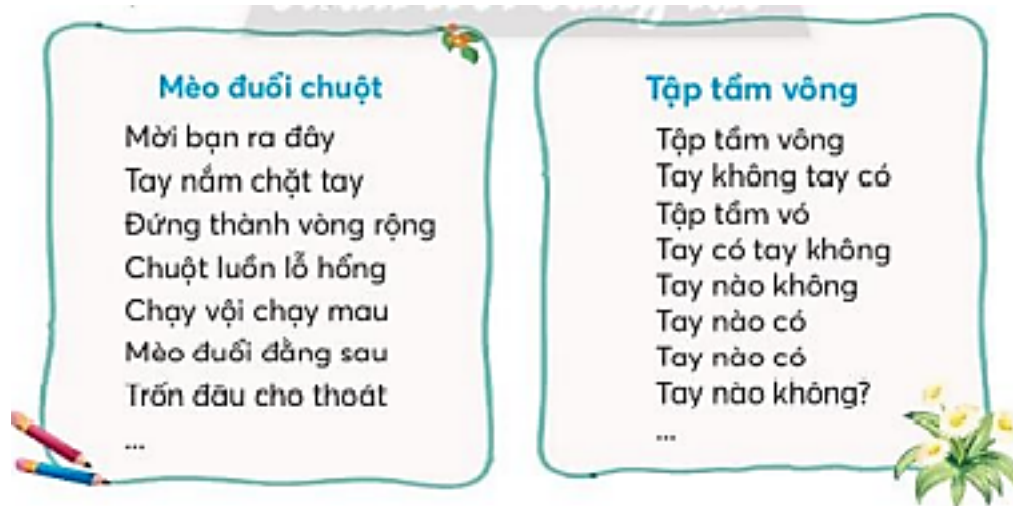 Mèo đuổi chuột
Mời bạn ra đây
Tay nắm chặt tay
Đứng thành vòng rộng
Chuột luồn lỗ hổng
Chạy vội chạy mau
Mèo đuổi đằng sau
Trốn đâu cho thoát
...
Tập tầm vông
Tập tầm vông
Tay không tay có
Tập tầm vó
Tay có tay không
Tay nào không
Tay nào có
Tay nào có
Tay nào không?
...